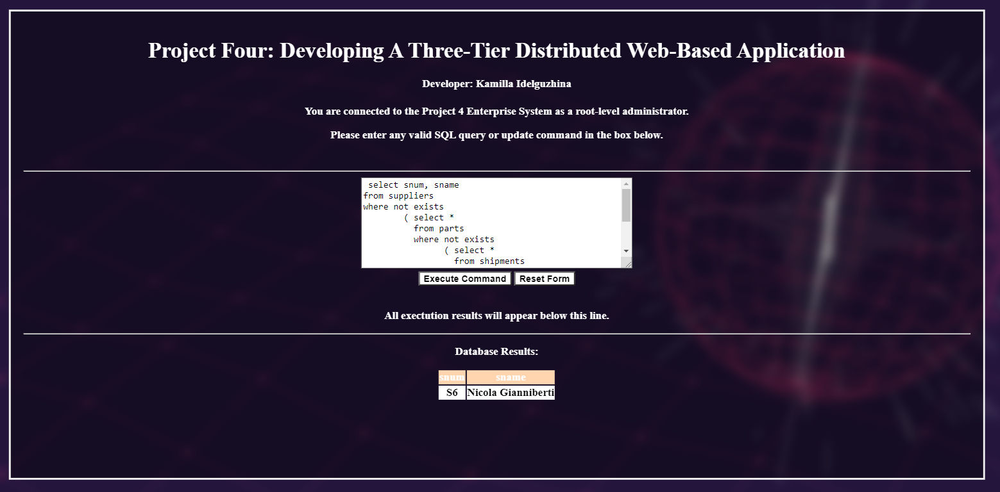 Project Four: Developing A Three-Tier Distributed Web-Based Application
Developer: Kamilla Idelguzhina
You are connected to the Project 4 Enterprise System as a root-level administrator.
Please enter any valid SQL query or update command in the box below.
select snum, sname
from suppliers
where not exists
( select *
from parts
where not exists
( select *
from shipments
Execute Command Reset Form
All exectution results will appear below this line.
Database Results:
snum sname
S6 Nicola Gianniberti